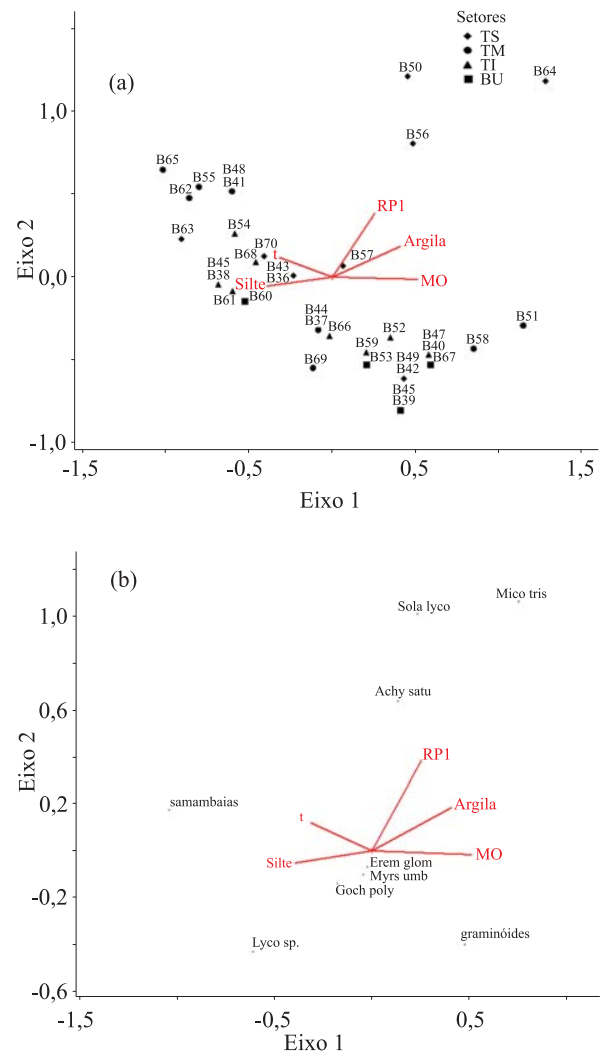 Setores
TS
TM
TI
BU
(a)
B50
B64
B56
B65
B55
B48
B41
B62
RP1
B63
B54
Argila
B70
B68
t
B57
B45
B38
B43
B36
MO
Silte
B61
B60
B44
B37
B66
B52
B51
B59
B47
B40
B58
B53
B49
B67
B69
B42
B45
B39
1,0
0,0
-1,0
Eixo 2
-1,5
-0,5
0,5
1,5
Eixo 1
(b)
Mico tris
Sola lyco
Achy satu
RP1
samambaias
Argila
t
Silte
Erem glom
MO
Myrs umb
Goch poly
Lyco sp.
graminóides
1,0
0,6
0,2
-0,2
-0,6
Eixo 2
-1,5
-0,5
0,5
Eixo 1